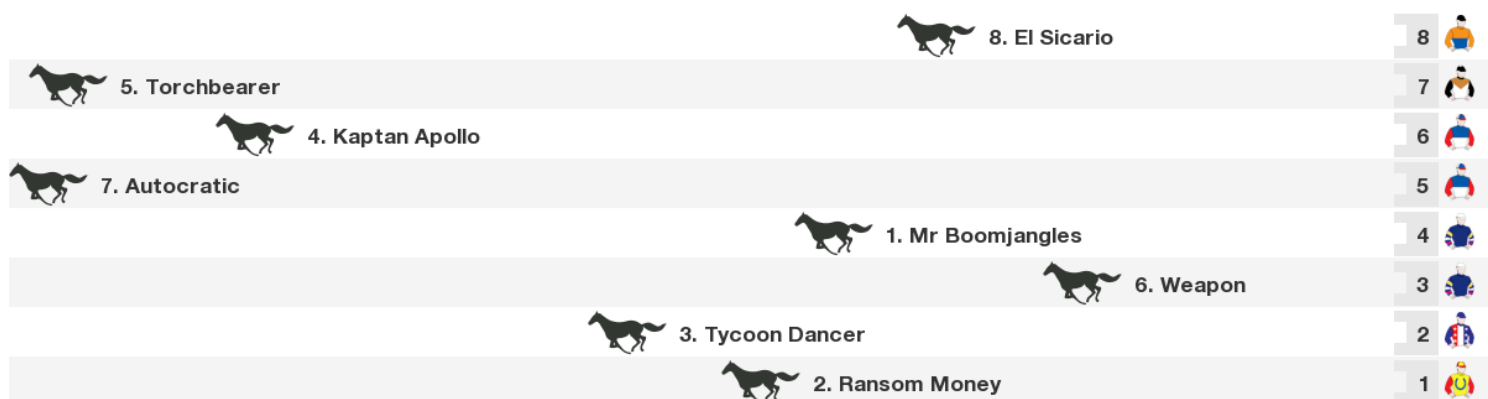 8. El Sicario 8
5. Torchbearer 7
4. Kaptan Apollo 6
7. Autocratic 5
1. Mr Boomjangles 4
6. Weapon 3
3. Tycoon Dancer 2
2. Ransom Money 1